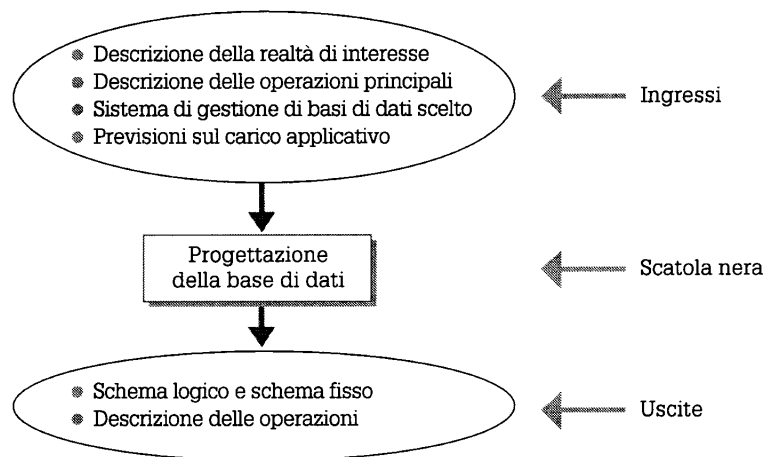 Descrizione della realtà di interesse
Descrizione delle operazioni principali
Sistema di gestione di basi di dati scelto
Previsioni sul carico applicativo
Ingressi
Progettazione
della base di dati
Scatola nera
Schema logico e schema fisso
Descrizione delle operazioni
Uscite